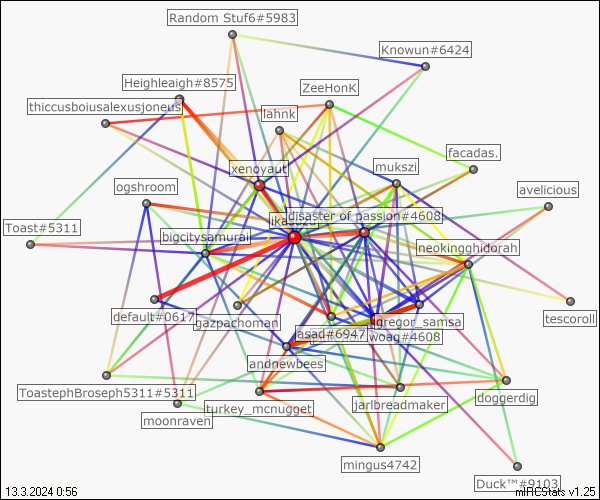 Random Stuf6#5983
Knowun#6424
Heighleaigh#8575
ZeeHonK
thiccusboiusalexusjoneus
lahnk
facadas.
xenoyaut
mukszi
ogshroom
avelicious
disaster of passion#4608
Toast#5311
bigcitysamurai
neokingghidorah
default#0617
gazpachoman
gregor_samsa
tescoroll
asad#6947
woag#4608
andnewbees
ToastephBroseph5311#5311
doggerdig
moonraven
turkey_mcnugget
jarlbreadmaker
mingus4742
Duck™#9103
13.3.2024 0:56
mIRCStats v1.25